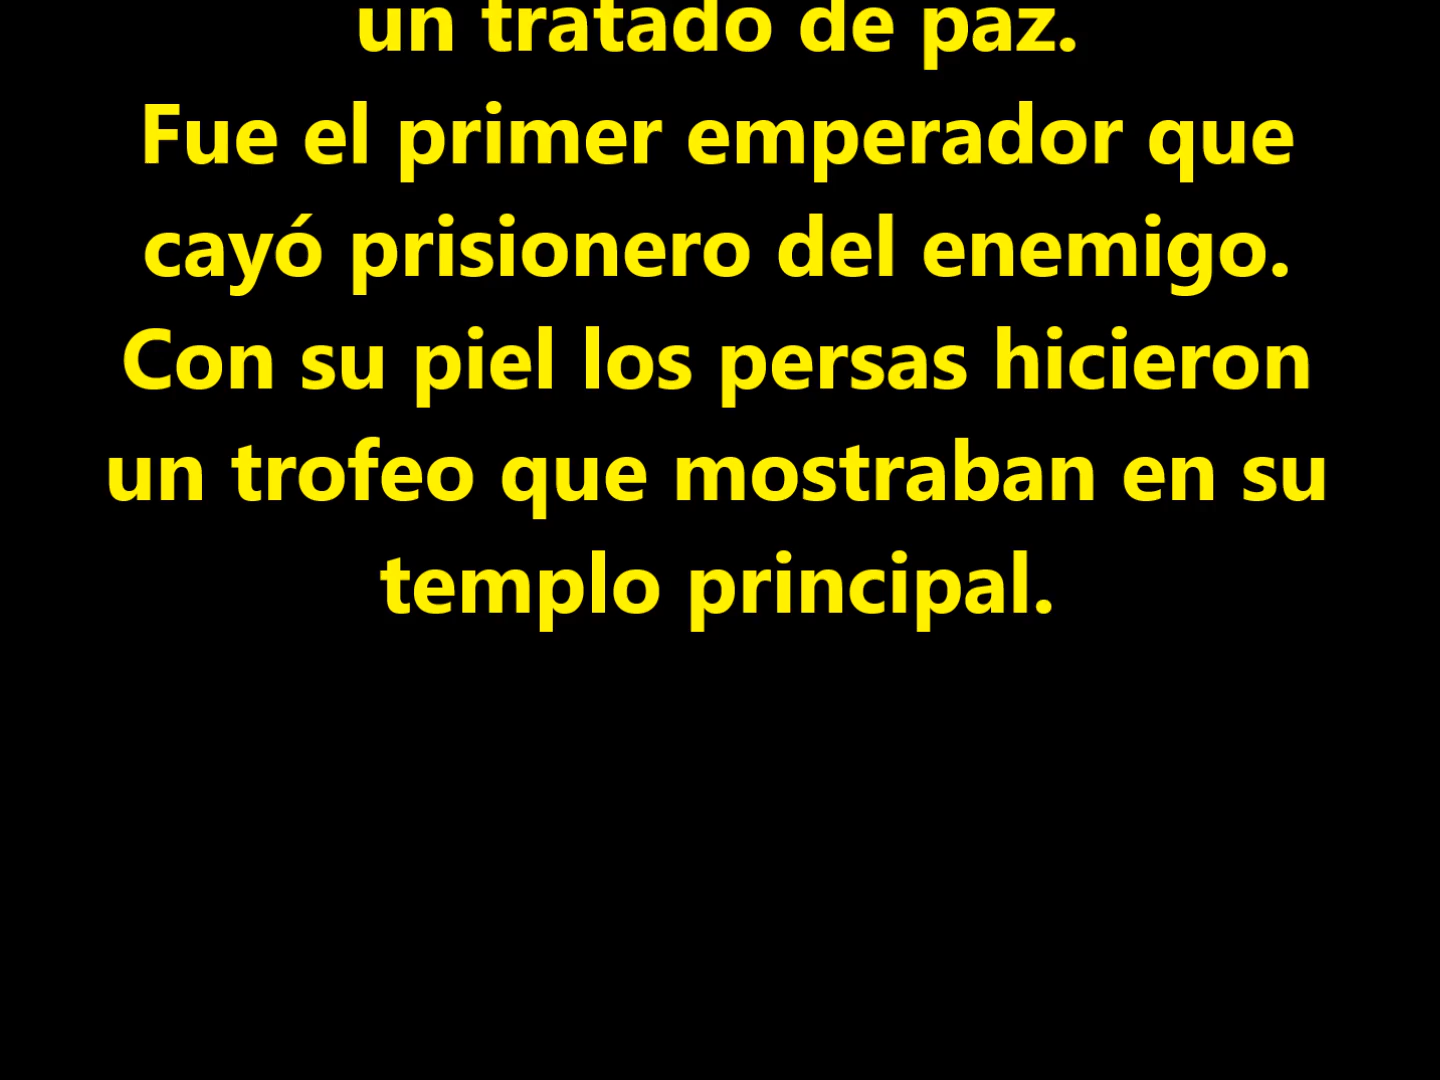 un tratado de paz.
Fue el primer emperador que
cayó prisionero del enemigo.
Con su piel los persas hicieron
un trofeo que mostraban en su
templo principal.